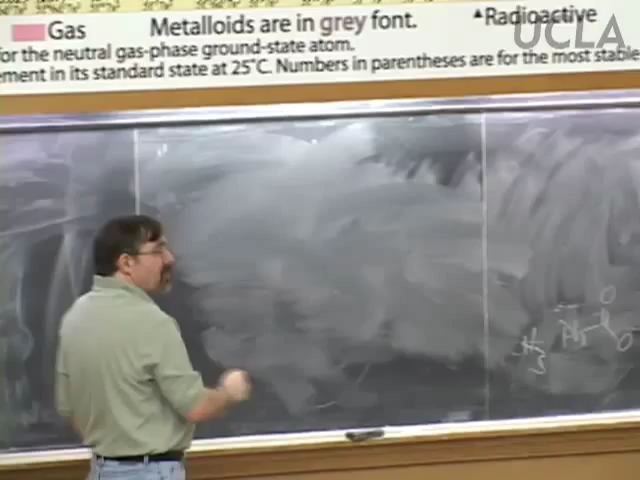 Gas Metalloids are in grey font. ▲Radioactive
UCLA
for the neutral gas-phase ground-state atom.
ement in its standard state at 25°C. Numbers in parentheses are for the most stable